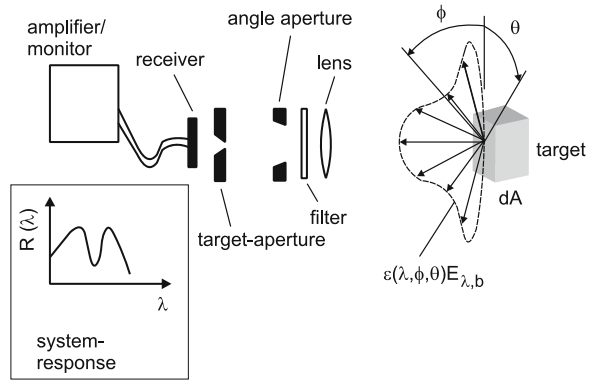 amplifier/
monitor
receiver
angle aperture
lens
ϕ
θ
target
dA
filter
target-aperture
ε(λ,ϕ,θ)E λ,b
R (λ)
λ
system-
response